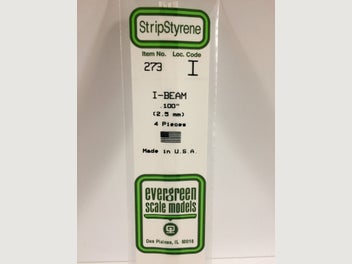 StripStyrene
Item No. Loc. Code
273 I
I-BEAM
.100"
(2.5 mm)
4 Pieces
Made in U.S.A.
evergreen
scale models
Des Plaines, IL 60018